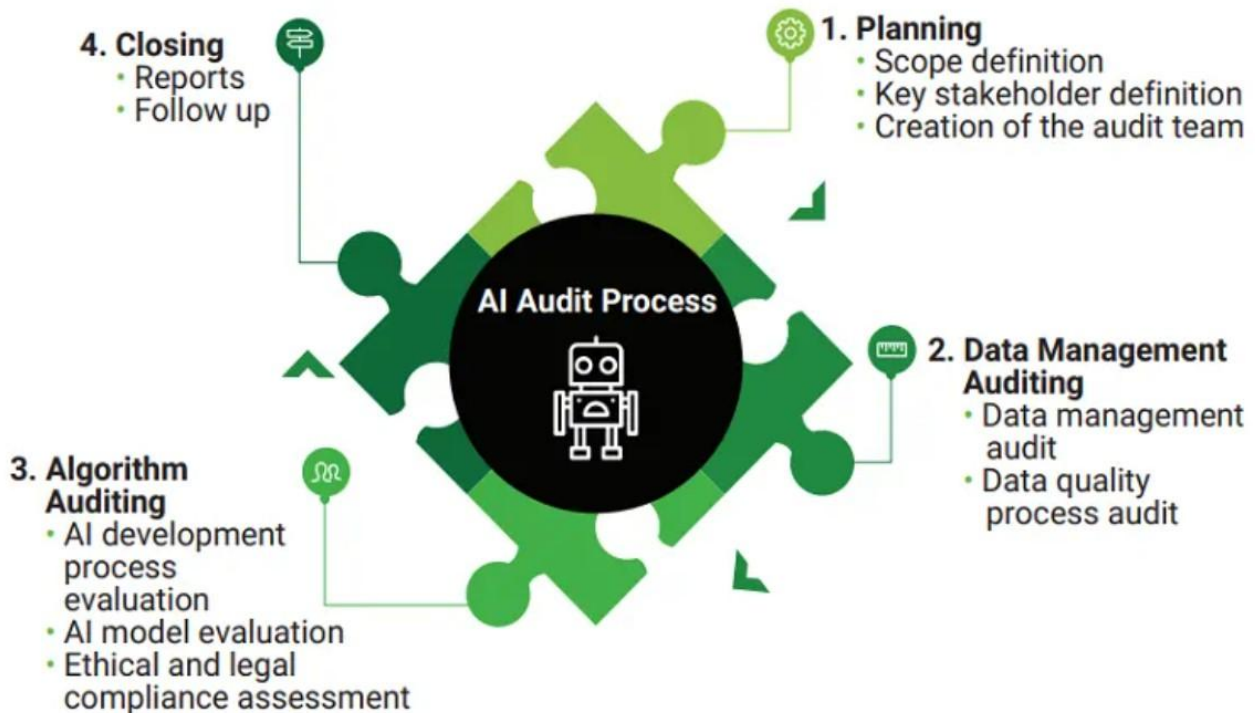 1. Planning
• Scope definition
• Key stakeholder definition
• Creation of the audit team
2. Data Management
Auditing
• Data management
audit
• Data quality
process audit
3. Algorithm
Auditing
• AI development
process
evaluation
• AI model evaluation
• Ethical and legal
compliance assessment
4. Closing
• Reports
• Follow up
AI Audit Process